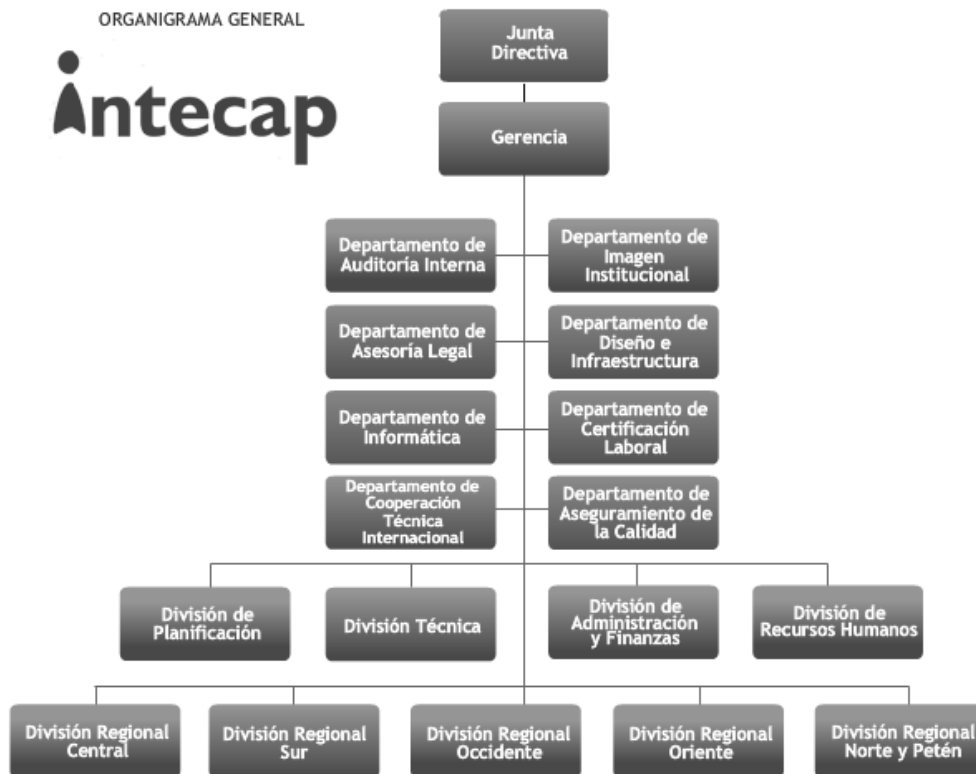 ORGANIGRAMA GENERAL
intecap
Junta
Directiva
Gerencia
Departamento de
Auditoría Interna
Departamento de
Imagen
Institucional
Departamento de
Asesoría Legal
Departamento de
Diseño e
Infraestructura
Departamento de
Informática
Departamento de
Certificación
Laboral
Departamento de
Cooperación
Técnica
Internacional
Departamento de
Aseguramiento de
la Calidad
División de
Planificación
División Técnica
División de
Administración
y Finanzas
División de
Recursos Humanos
División Regional
Central
División Regional
Sur
División Regional
Occidente
División Regional
Oriente
División Regional
Norte y Petén